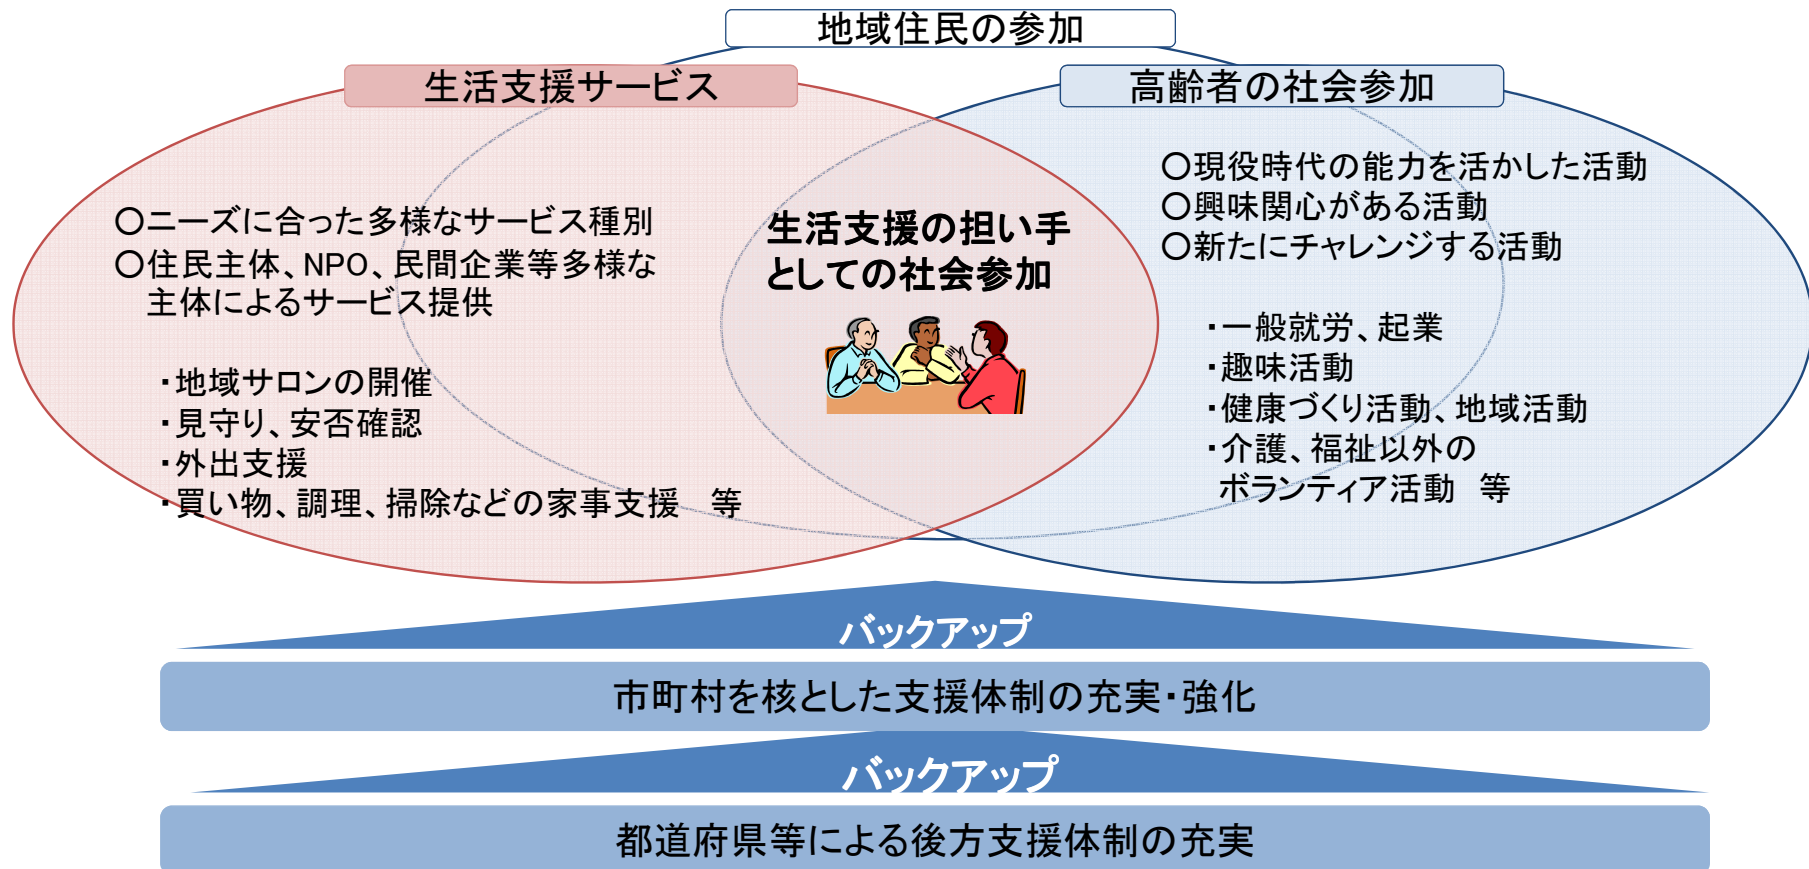 地域住民の参加
生活支援サービス
高齢者の社会参加
○ニーズに合った多様なサービス種別
○住民主体、NPO、民間企業等多様な
主体によるサービス提供
・地域サロンの開催
・見守り、安否確認
・外出支援
・買い物、調理、掃除などの家事支援　等
生活支援の担い手
としての社会参加
○現役時代の能力を活かした活動
○興味関心がある活動
○新たにチャレンジする活動
・一般就労、起業
・趣味活動
・健康づくり活動、地域活動
・介護、福祉以外の
ボランティア活動　等
バックアップ
市町村を核とした支援体制の充実・強化
バックアップ
都道府県等による後方支援体制の充実